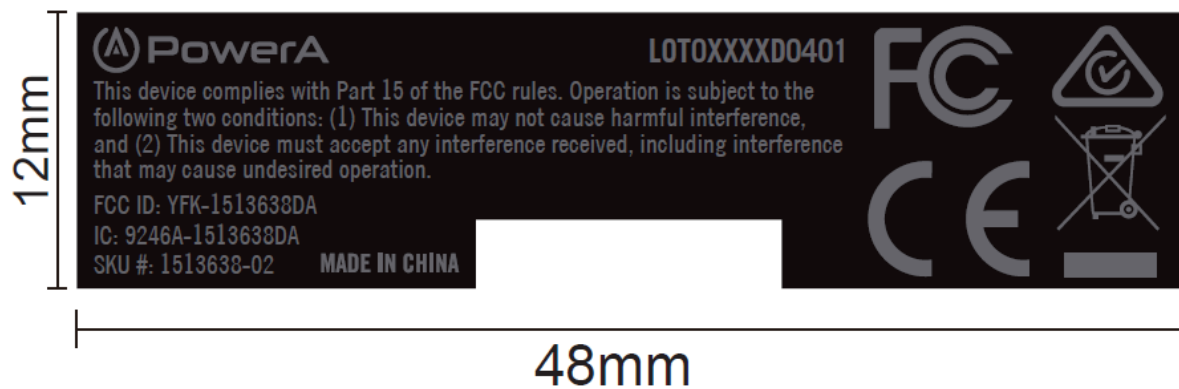 PowerA
LOT0XXXXD0401
This device complies with Part 15 of the FCC rules. Operation is subject to the
following two conditions: (1) This device may not cause harmful interference,
and (2) This device must accept any interference received, including interference
that may cause undesired operation.
FCC ID: YFK-1513638DA
IC: 9246A-1513638DA
SKU #: 1513638-02
MADE IN CHINA
FC
CE
12mm
48mm